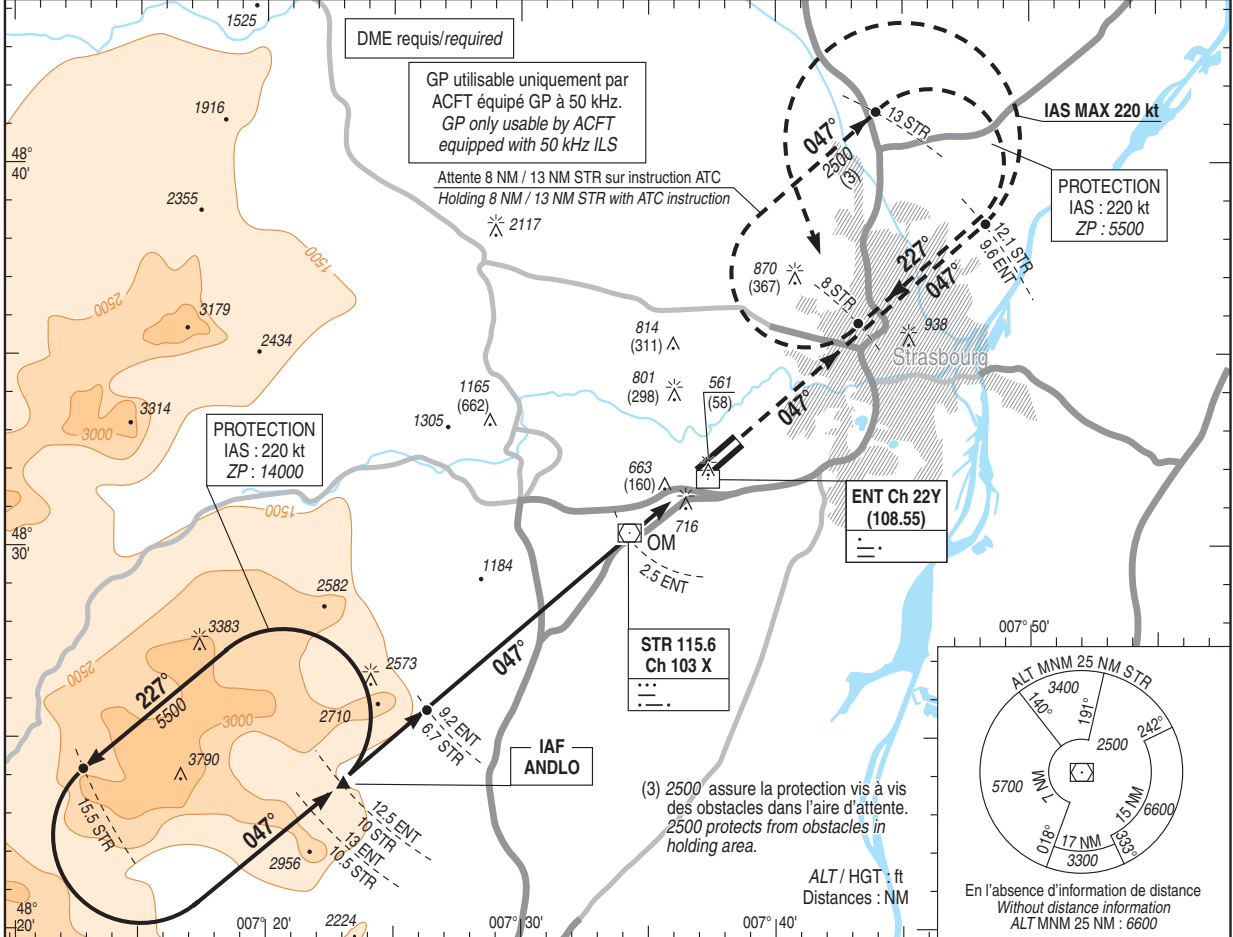 1525
DME requis/required
GP utilisable uniquement par
ACFT équipé GP à 50 kHz.
GP only usable by ACFT
equipped with 50 kHz ILS
Attente 8 NM / 13 NM STR sur instruction ATC
Holding 8 NM / 13 NM STR with ATC instruction
IAS MAX 220 kt
PROTECTION
IAS : 220 kt
ZP : 5500
13 STR
047°
2500
(3)
1916
48°
40'
2355
2117
1500
2500
12.1 STR
9.6 ENT
227°
047°
870
(367)
8 STR
3179
2434
814
(311)
938
Strasbourg
801
(298)
561
(58)
1165
(662)
1305
047°
3314
3000
PROTECTION
IAS : 220 kt
ZP : 14000
663
(160)
716
ENT Ch 22Y
(108.55)
1500
48°
30'
OM
2.5 ENT
1184
2582
3383
2573
2710
STR 115.6
Ch 103 X
047°
2500
227°
5500
3000
3790
9.2 ENT
6.7 STR
IAF
ANDLO
15.5 STR
047°
2956
12.5 ENT
10 STR
13 ENT
10.5 STR
(3) 2500 assure la protection vis à vis
des obstacles dans l'aire d'attente.
2500 protects from obstacles in
holding area.
ALT / HGT : ft
Distances : NM
007° 50'
ALT MNM 25 NM STR
3400
140°
191°
242°
2500
5700
7 NM
15 NM
6600
018°
17 NM
333°
3300
En l'absence d'information de distance
Without distance information
ALT MNM 25 NM : 6600
48°
20'
007° 20'
2224
007° 30'
007° 40'